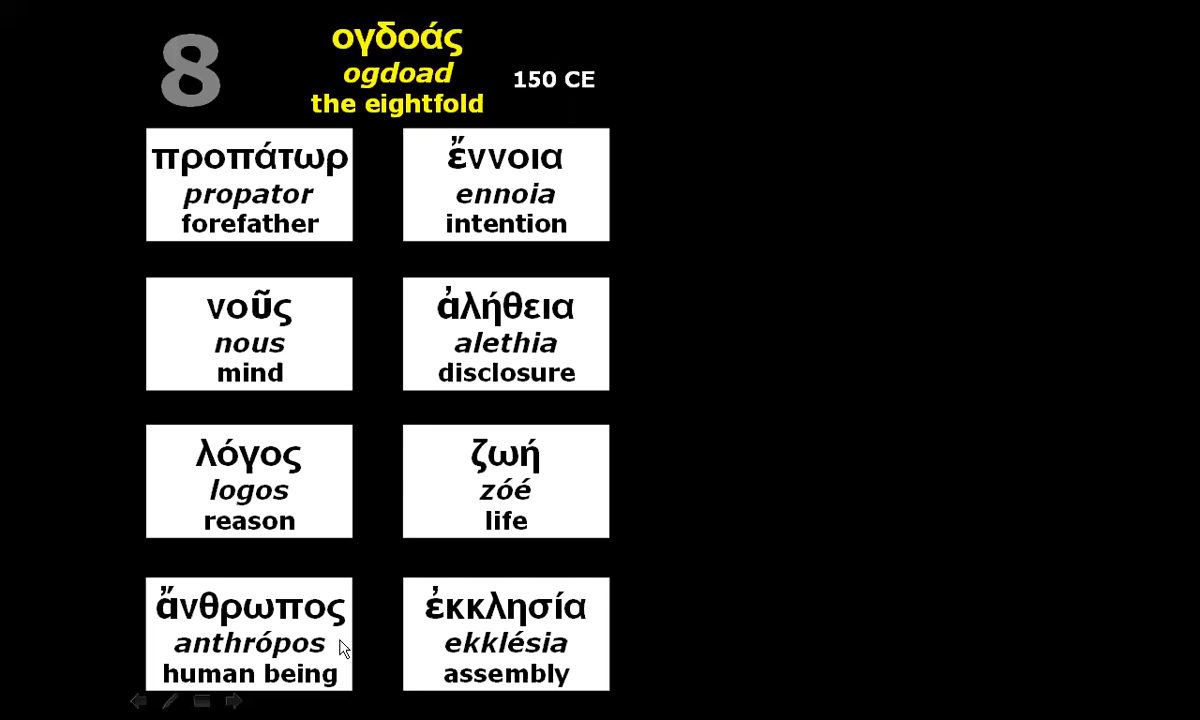 8
ογδοάς
ogdoad
150 CE
the eightfold
προπάτωρ
propator
forefather
ἔννοια
ennoia
intention
νοῦς
nous
mind
ἀλήθεια
alethia
disclosure
λόγος
logos
reason
ζωή
zóé
life
ἄνθρωπος
anthrópos
human being
ἐκκλησία
ekklésia
assembly